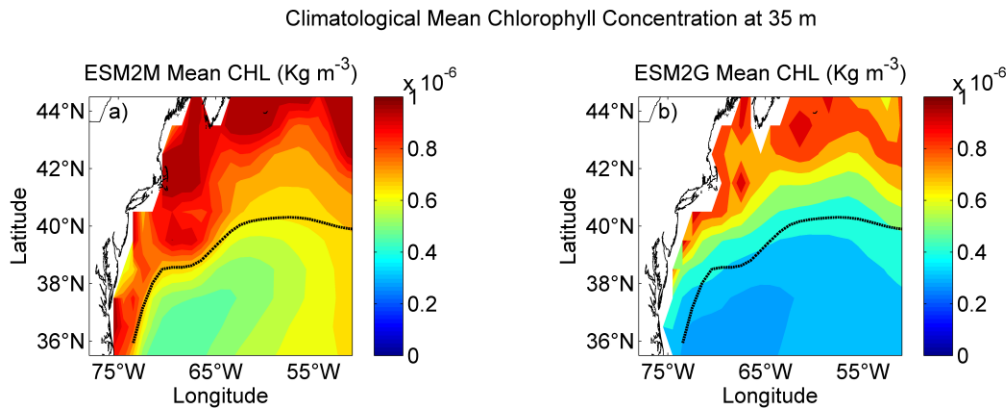 Climatological Mean Chlorophyll Concentration at 35 m
ESM2M Mean CHL (Kg m⁻³)
x 10⁻⁶
a)
44°N
42°N
40°N
38°N
36°N
Latitude
75°W
65°W
55°W
Longitude
1
0.8
0.6
0.4
0.2
0
ESM2G Mean CHL (Kg m⁻³)
x 10⁻⁶
b)
44°N
42°N
40°N
38°N
36°N
Latitude
75°W
65°W
55°W
Longitude
1
0.8
0.6
0.4
0.2
0